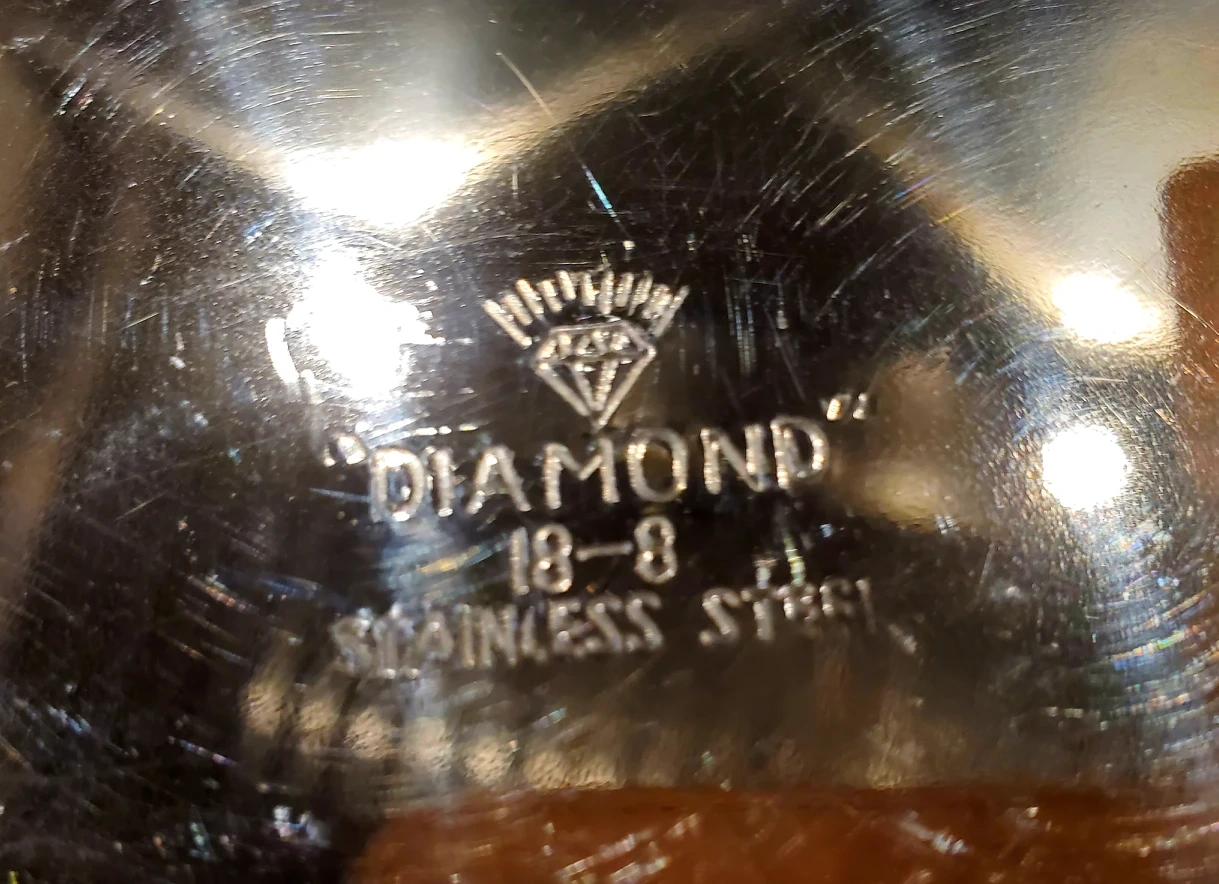 "DIAMOND"
18-8
STAINLESS STEEL